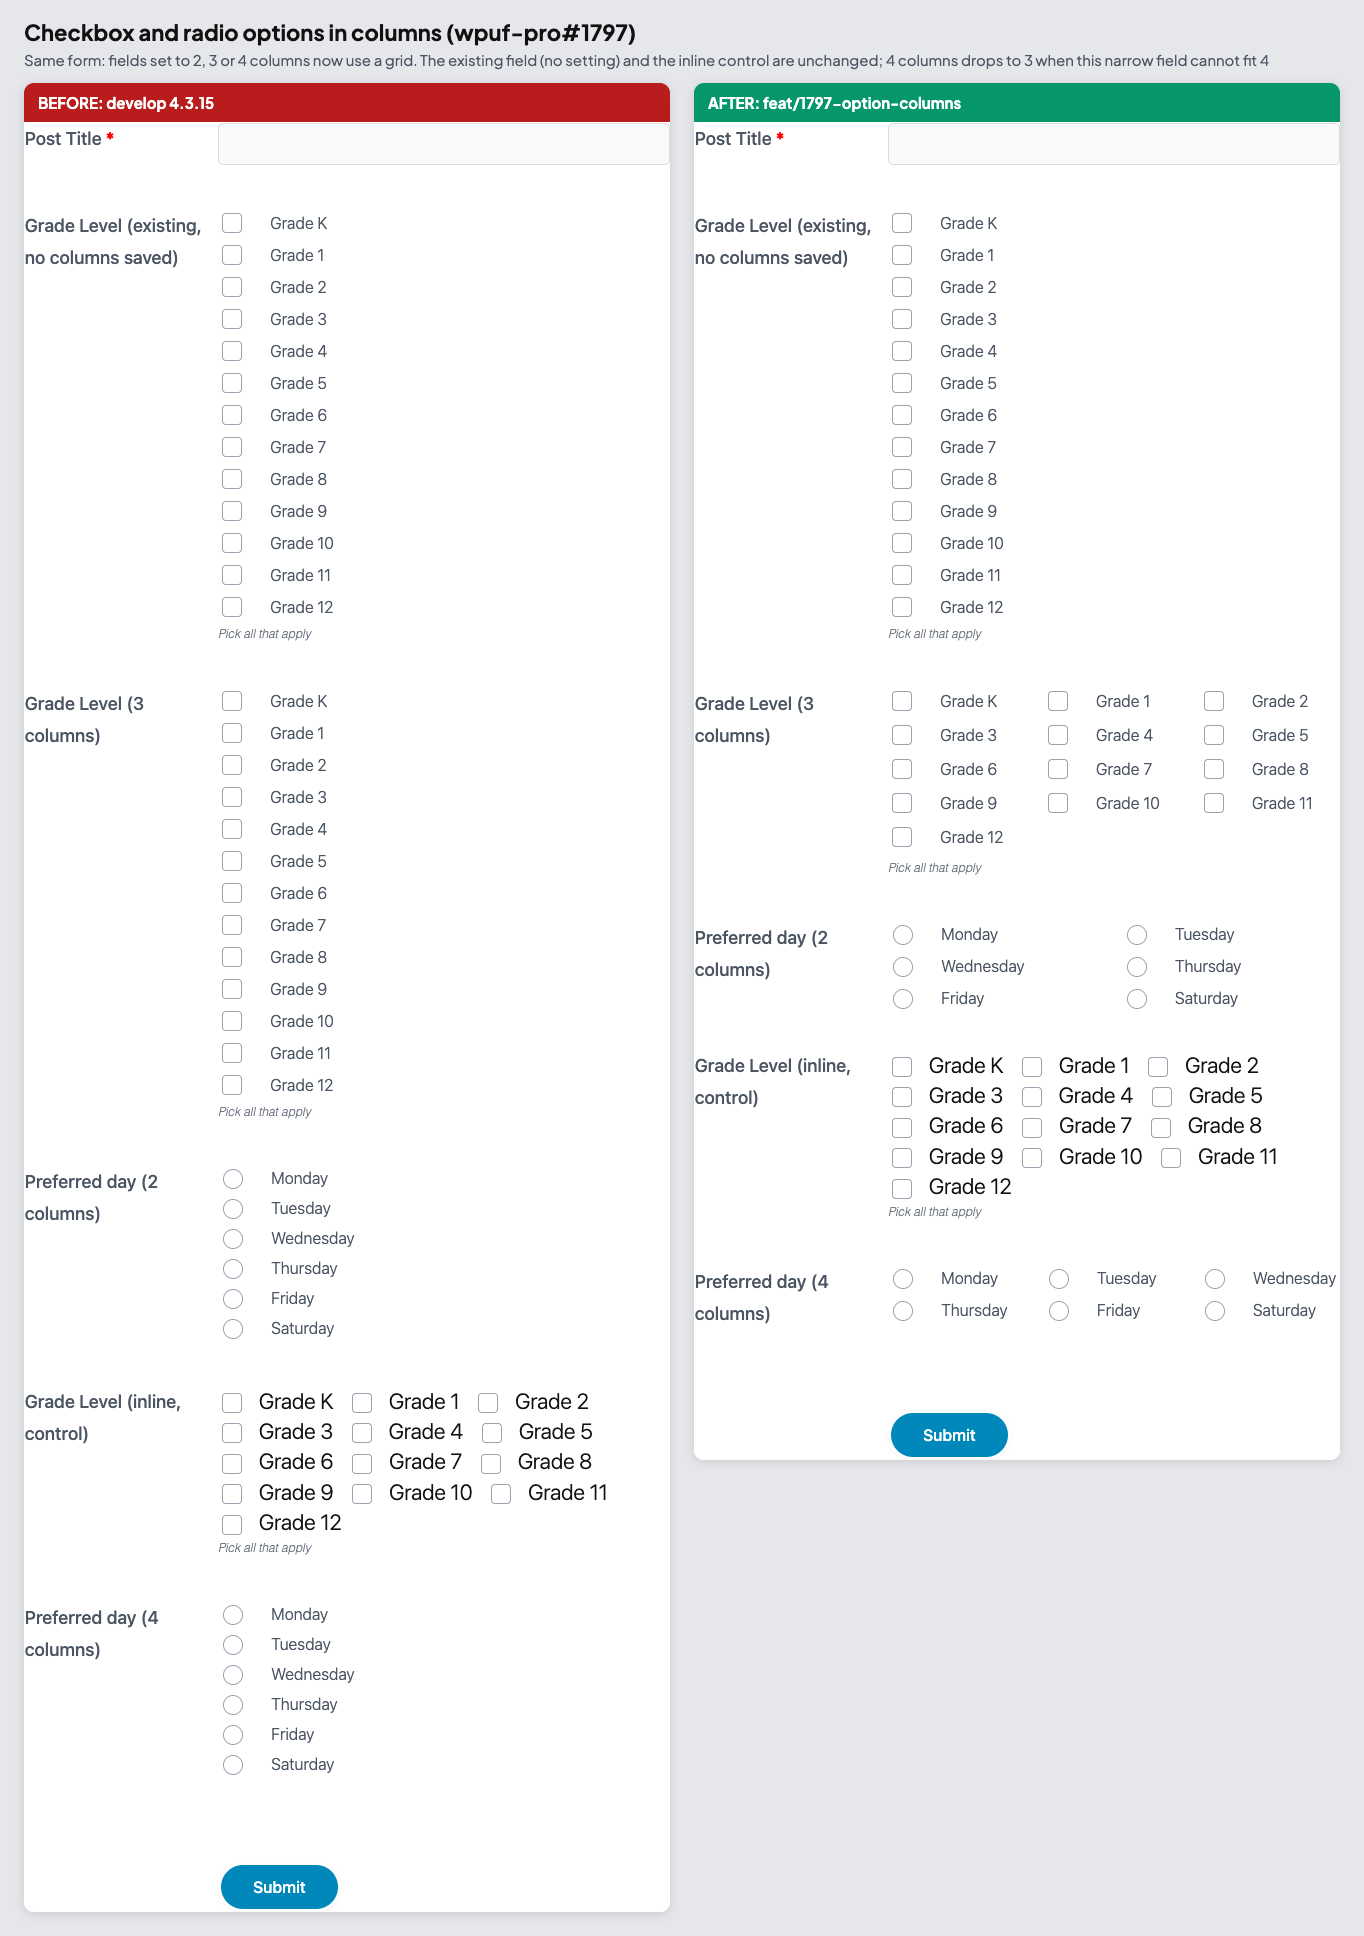 Checkbox and radio options in columns (wpuf-pro#1797)
Same form: fields set to 2, 3 or 4 columns now use a grid. The existing field (no setting) and the inline control are unchanged; 4 columns drops to 3 when this narrow field cannot fit 4
BEFORE: develop 4.3.15
Post Title *
Grade Level (existing,
no columns saved)
Grade K
Grade 1
Grade 2
Grade 3
Grade 4
Grade 5
Grade 6
Grade 7
Grade 8
Grade 9
Grade 10
Grade 11
Grade 12
Pick all that apply
Grade Level (3
columns)
Grade K
Grade 1
Grade 2
Grade 3
Grade 4
Grade 5
Grade 6
Grade 7
Grade 8
Grade 9
Grade 10
Grade 11
Grade 12
Pick all that apply
Preferred day (2
columns)
Monday
Tuesday
Wednesday
Thursday
Friday
Saturday
Grade Level (inline,
control)
Grade K Grade 1 Grade 2
Grade 3 Grade 4 Grade 5
Grade 6 Grade 7 Grade 8
Grade 9 Grade 10 Grade 11
Grade 12
Pick all that apply
Preferred day (4
columns)
Monday
Tuesday
Wednesday
Thursday
Friday
Saturday
Submit
AFTER: feat/1797-option-columns
Post Title *
Grade Level (existing,
no columns saved)
Grade K
Grade 1
Grade 2
Grade 3
Grade 4
Grade 5
Grade 6
Grade 7
Grade 8
Grade 9
Grade 10
Grade 11
Grade 12
Pick all that apply
Grade Level (3
columns)
Grade K Grade 1 Grade 2
Grade 3 Grade 4 Grade 5
Grade 6 Grade 7 Grade 8
Grade 9 Grade 10 Grade 11
Grade 12
Pick all that apply
Preferred day (2
columns)
Monday Tuesday
Wednesday Thursday
Friday Saturday
Grade Level (inline,
control)
Grade K Grade 1 Grade 2
Grade 3 Grade 4 Grade 5
Grade 6 Grade 7 Grade 8
Grade 9 Grade 10 Grade 11
Grade 12
Pick all that apply
Preferred day (4
columns)
Monday Tuesday Wednesday
Thursday Friday Saturday
Submit